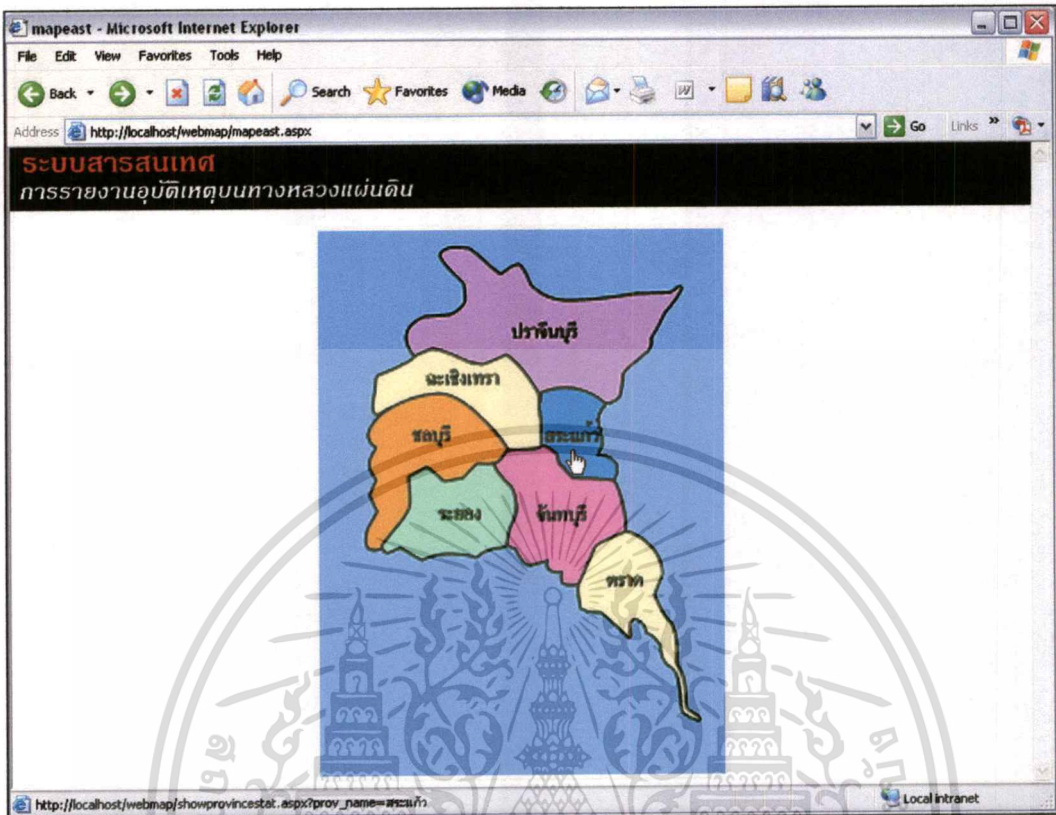 mapeast - Microsoft Internet Explorer
File Edit View Favorites Tools Help
Back Search Favorites Media
Address http://localhost/webmap/mapeast.aspx Go Links »
ระบบสารสนเทศ
การรายงานอุบัติเหตุบนทางหลวงแผ่นดิน
ปราจีนบุรี
ฉะเชิงเทรา
ชลบุรี
สระแก้ว
ระยอง
จันทบุรี
ตราด
http://localhost/webmap/showprovincestat.aspx?prov_name=สระแก้ว Local intranet